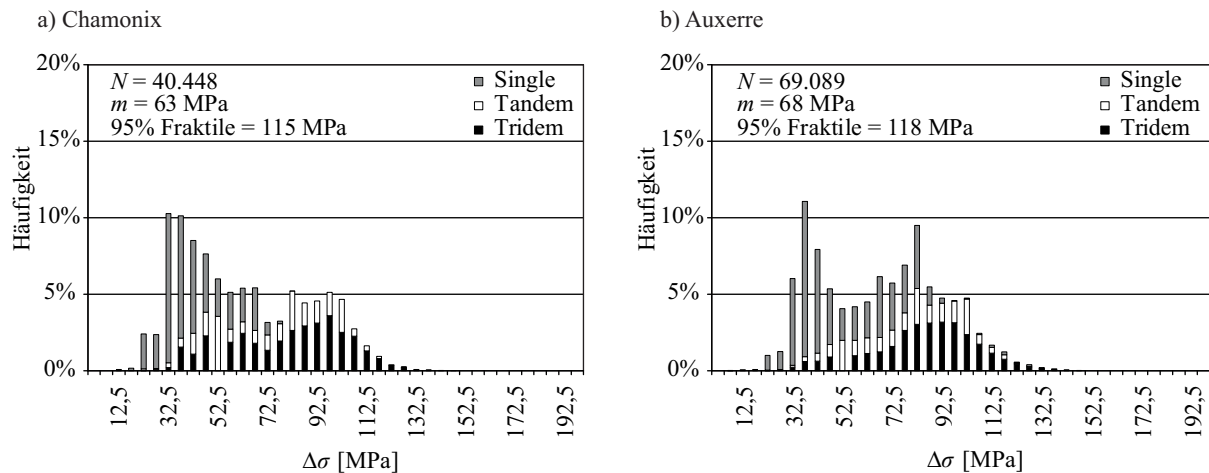 a) Chamonix
20%
15%
10%
5%
0%
Häufigkeit
N = 40.448
m = 63 MPa
95% Fraktile = 115 MPa
Single
Tandem
Tridem
12,5
32,5
52,5
72,5
92,5
112,5
132,5
152,5
172,5
192,5
Δσ [MPa]
b) Auxerre
20%
15%
10%
5%
0%
Häufigkeit
N = 69.089
m = 68 MPa
95% Fraktile = 118 MPa
Single
Tandem
Tridem
12,5
32,5
52,5
72,5
92,5
112,5
132,5
152,5
172,5
192,5
Δσ [MPa]